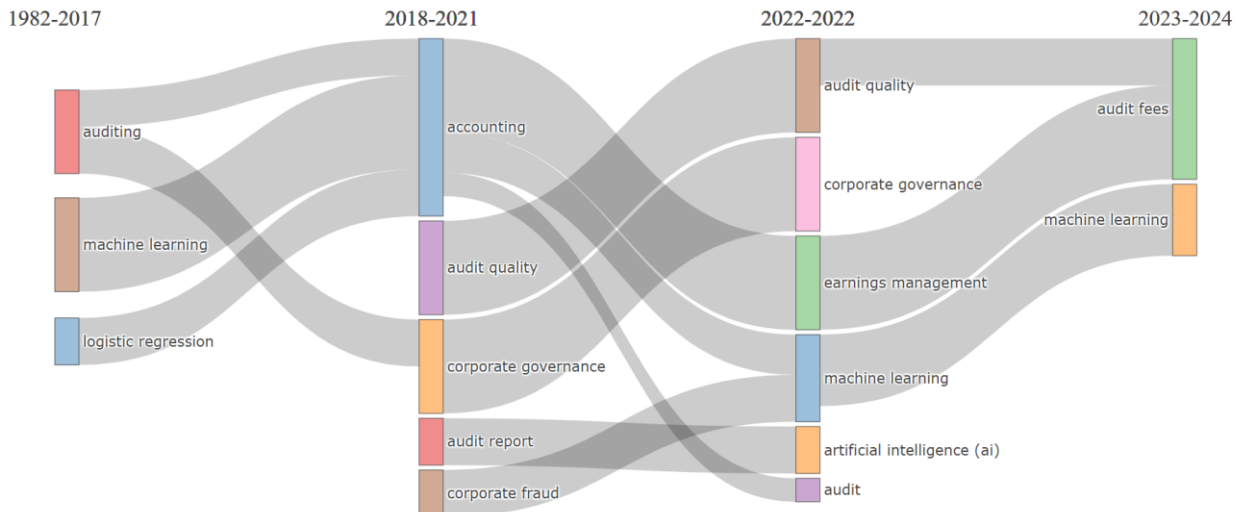 1982-2017
2018-2021
2022-2022
2023-2024
auditing
machine learning
logistic regression
accounting
audit quality
corporate governance
audit report
corporate fraud
audit quality
corporate governance
earnings management
machine learning
artificial intelligence (ai)
audit
audit fees
machine learning